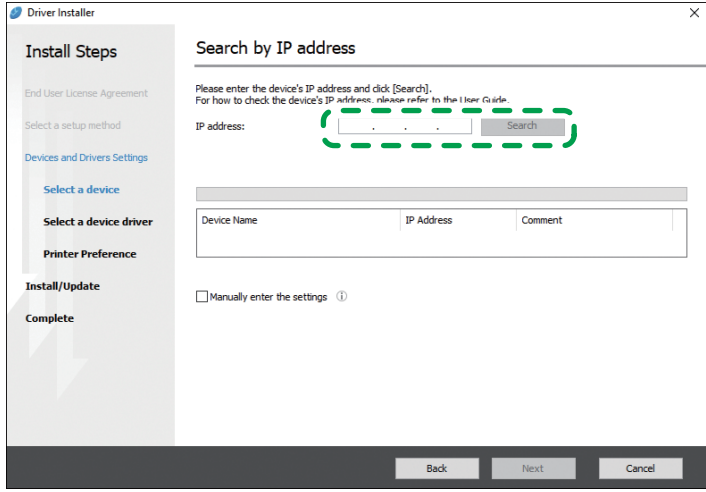 Driver Installer
Install Steps
Search by IP address
End User License Agreement
Please enter the device's IP address and click [Search].
For how to check the device's IP address, please refer to the User Guide.
Select a setup method
IP address:
. . .
Search
Devices and Drivers Settings
Select a device
Select a device driver
Device Name
IP Address
Comment
Printer Preference
Install/Update
Manually enter the settings
Complete
Back
Next
Cancel